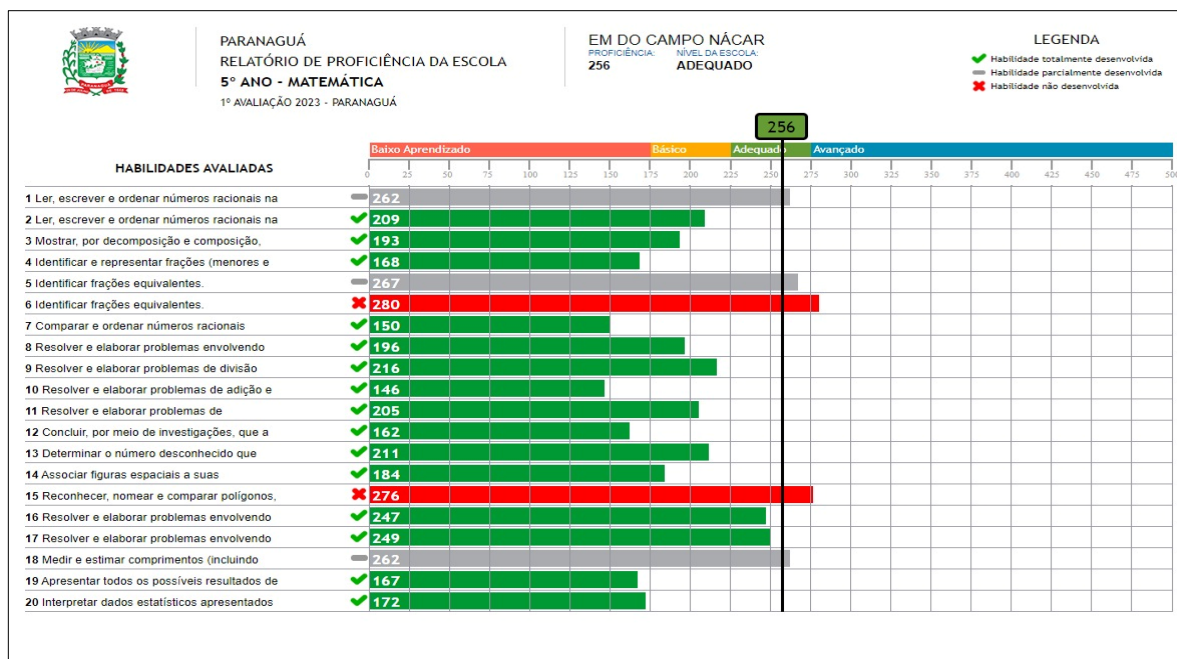 PARANAGUÁ
RELATÓRIO DE PROFICIÊNCIA DA ESCOLA
5º ANO - MATEMÁTICA
1º AVALIAÇÃO 2023 - PARANAGUÁ
EM DO CAMPO NÁCAR
PROFICIÊNCIA: NÍVEL DA ESCOLA:
256 ADEQUADO
LEGENDA
Habilidade totalmente desenvolvida
Habilidade parcialmente desenvolvida
Habilidade não desenvolvida
256
Baixo Aprendizado Básico Adequado Avançado
HABILIDADES AVALIADAS
0 25 50 75 100 125 150 175 200 225 250 275 300 325 350 375 400 425 450 475 500
1 Ler, escrever e ordenar números racionais na 262
2 Ler, escrever e ordenar números racionais na 209
3 Mostrar, por decomposição e composição, 193
4 Identificar e representar frações (menores e 168
5 Identificar frações equivalentes. 267
6 Identificar frações equivalentes. 280
7 Comparar e ordenar números racionais 150
8 Resolver e elaborar problemas envolvendo 196
9 Resolver e elaborar problemas de divisão 216
10 Resolver e elaborar problemas de adição e 146
11 Resolver e elaborar problemas de 205
12 Concluir, por meio de investigações, que a 162
13 Determinar o número desconhecido que 211
14 Associar figuras espaciais a suas 184
15 Reconhecer, nomear e comparar polígonos, 276
16 Resolver e elaborar problemas envolvendo 247
17 Resolver e elaborar problemas envolvendo 249
18 Medir e estimar comprimentos (incluindo 262
19 Apresentar todos os possíveis resultados de 167
20 Interpretar dados estatísticos apresentados 172